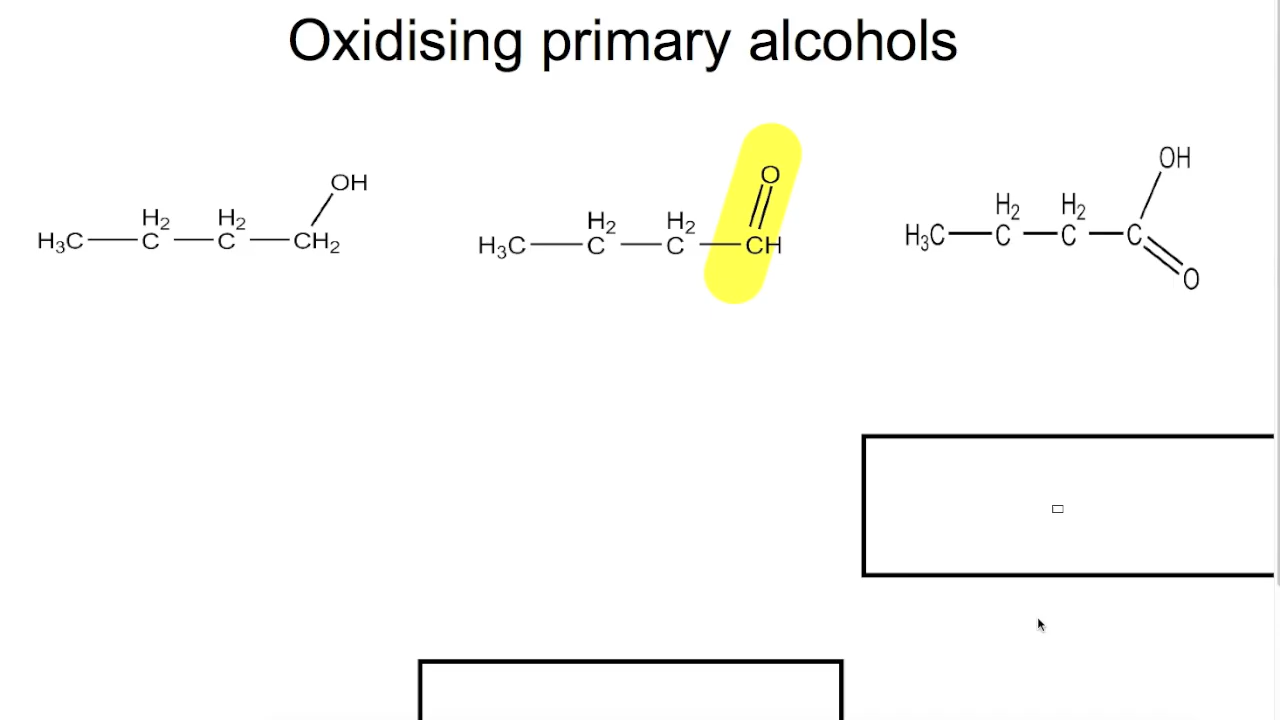 Oxidising primary alcohols
OH
H₂ H₂
H₃C C C CH₂
O
H₂ H₂
H₃C C C CH
OH
H₂ H₂
H₃C C C C
O